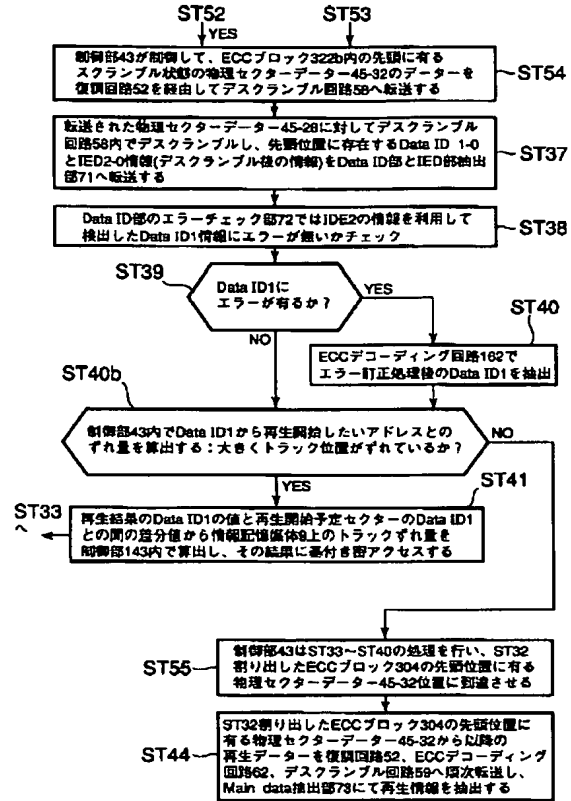 ST52
ST53
YES
制御部43が制御して、ECCブロック322b内の先頭に有る
スクランブル状態の物理セクターデーター45-32のデーターを
復調回路52を経由してデスクランブル回路58へ転送する
ST54
転送された物理セクターデーター45-28に対してデスクランブル
回路58内でデスクランブルし、先頭位置に存在するData ID 1-0
とIED2-0情報(デスクランブル後の情報)をData ID部とIED部抽出
部71へ転送する
ST37
Data ID部のエラーチェック部72ではIDE2の情報を利用して
検出したData ID1情報にエラーが無いかチェック
ST38
ST39
Data ID1に
エラーが有るか?
YES
NO
ST40
ECCデコーディング回路162で
エラー訂正処理後のData ID1を抽出
ST40b
制御部43内でData ID1から再生開始したいアドレスとの
ずれ量を算出する:大きくトラック位置がずれているか?
NO
YES
ST41
ST33
へ
再生結果のData ID1の値と再生開始予定セクターのData ID1
との間の差分値から情報記憶媒体9上のトラックずれ量を
制御部143内で算出し、その結果に基付き密アクセスする
ST55
制御部43はST33~ST40の処理を行い、ST32
割り出したECCブロック304の先頭位置に有る
物理セクターデーター45-32位置に到達させる
ST44
ST32割り出したECCブロック304の先頭位置に
有る物理セクターデーター45-32から以降の
再生データーを復調回路52、ECCデコーディング
回路62、デスクランブル回路59へ順次転送し、
Main data抽出部73にて再生情報を抽出する